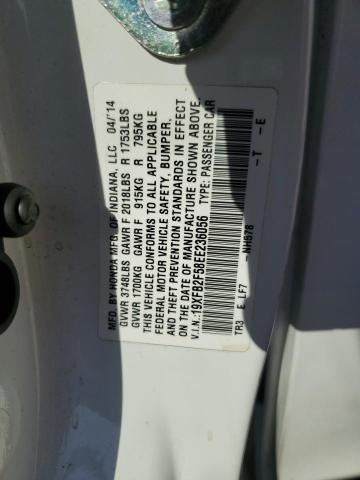 MFG. BY HONDA MFG. OF INDIANA, LLC 04/'14
GVWR 3748LBS GAWR F 2018LBS R 1753LBS
GVWR 1700KG GAWR F 915KG R 795KG
THIS VEHICLE CONFORMS TO ALL APPLICABLE
FEDERAL MOTOR VEHICLE SAFETY, BUMPER,
AND THEFT PREVENTION STANDARDS IN EFFECT
ON THE DATE OF MANUFACTURE SHOWN ABOVE.
V.I.N.:19XFB2F58EE236056 TYPE: PASSENGER CAR
TR3 E LF7 -NH578 -T -E